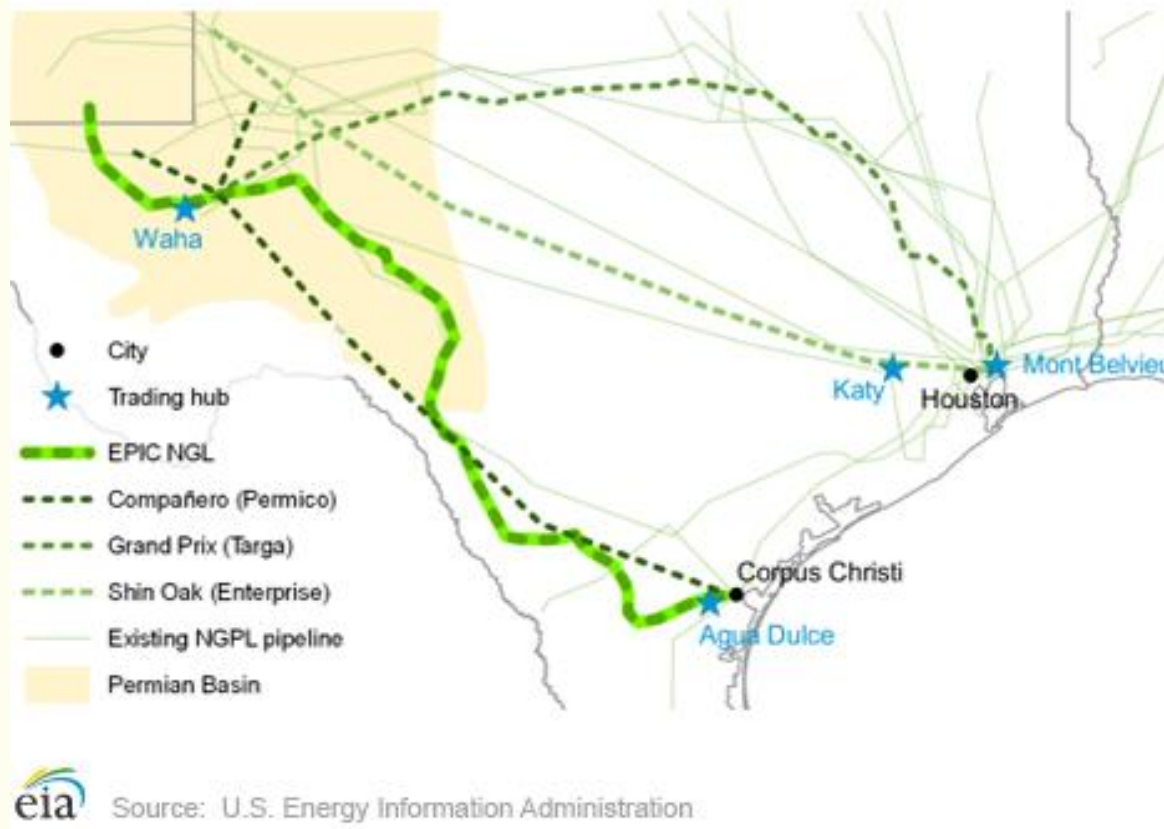 Waha
City
Trading hub
EPIC NGL
Compañero (Permico)
Grand Prix (Targa)
Shin Oak (Enterprise)
Existing NGPL pipeline
Permian Basin
Katy
Houston
Mont Belvieu
Corpus Christi
Agua Dulce
eia
Source: U.S. Energy Information Administration